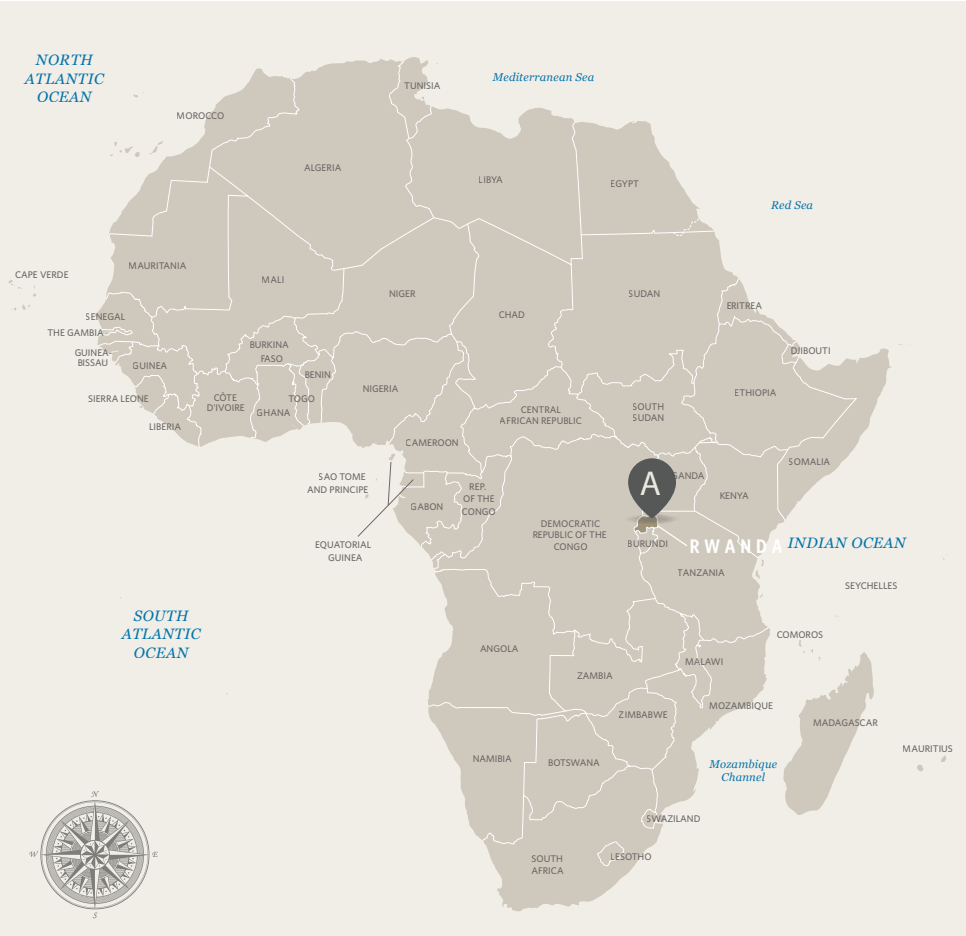 NORTH
ATLANTIC
OCEAN
Mediterranean Sea
TUNISIA
MOROCCO
ALGERIA
LIBYA
EGYPT
Red Sea
MAURITANIA
CAPE VERDE
MALI
NIGER
CHAD
SUDAN
ERITREA
SENEGAL
THE GAMBIA
GUINEA-
BISSAU
GUINEA
BURKINA
FASO
BENIN
DJIBOUTI
SIERRA LEONE
CÔTE
D'IVOIRE
GHANA
TOGO
NIGERIA
ETHIOPIA
LIBERIA
CENTRAL
AFRICAN REPUBLIC
SOUTH
SUDAN
CAMEROON
SOMALIA
SAO TOME
AND PRINCIPE
GABON
REP.
OF THE
CONGO
A
GANDA
KENYA
EQUATORIAL
GUINEA
DEMOCRATIC
REPUBLIC OF THE
CONGO
BURUNDI
RWANDA
INDIAN OCEAN
TANZANIA
SEYCHELLES
SOUTH
ATLANTIC
OCEAN
ANGOLA
COMOROS
ZAMBIA
MALAWI
MOZAMBIQUE
ZIMBABWE
MADAGASCAR
NAMIBIA
BOTSWANA
Mozambique
Channel
MAURITIUS
SWAZILAND
SOUTH
AFRICA
LESOTHO
N
W
E
S